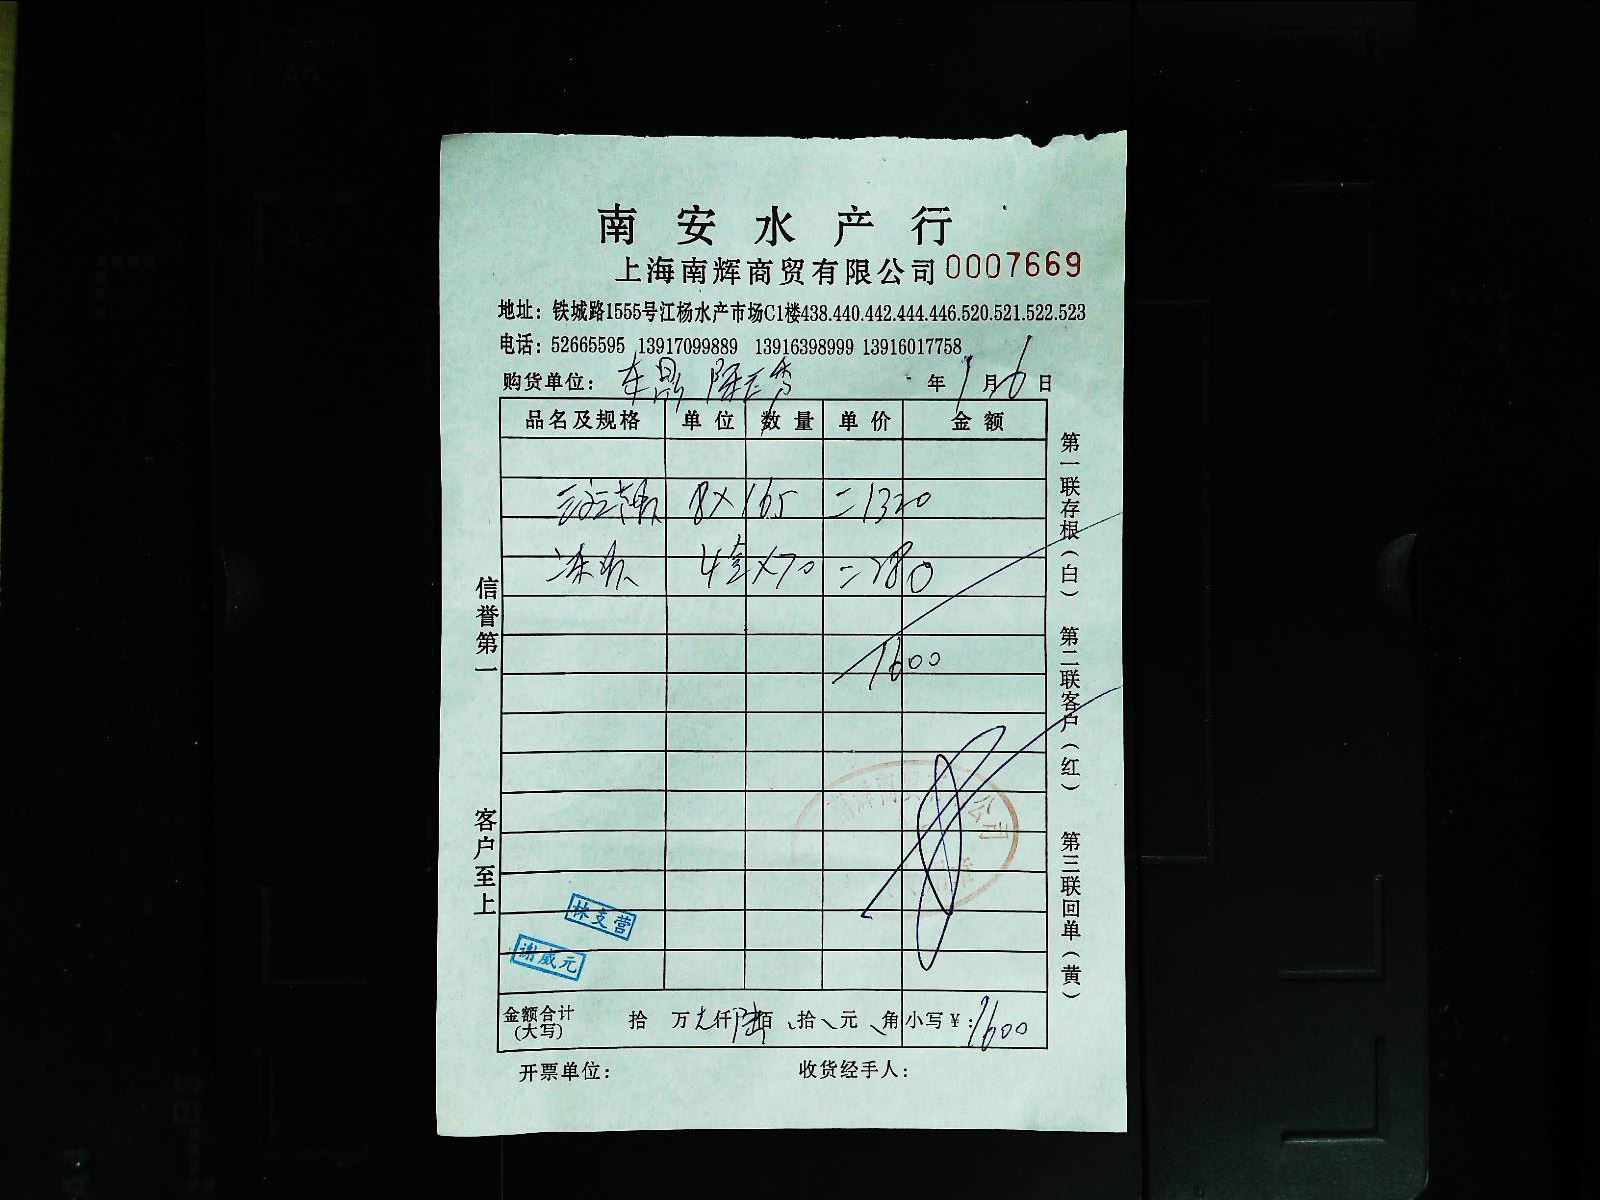 南安水产行
上海南辉商贸有限公司 0007669
地址：铁城路1555号江杨水产市场C1楼438.440.442.444.446.520.521.522.523
电话：52665595 13917099889 13916398999 13916017758
购货单位： 年 1 月 6 日
品名及规格 单位 数量 单价 金额
8×165 =1320
4 ×70 =280
1600
信誉第一
客户至上
第一联存根（白） 第二联客户（红） 第三联回单（黄）
公司
林支营
谢威元
金额合计（大写） 拾 万 仟陆佰 拾 元 角 小写￥：1600
开票单位： 收货经手人：